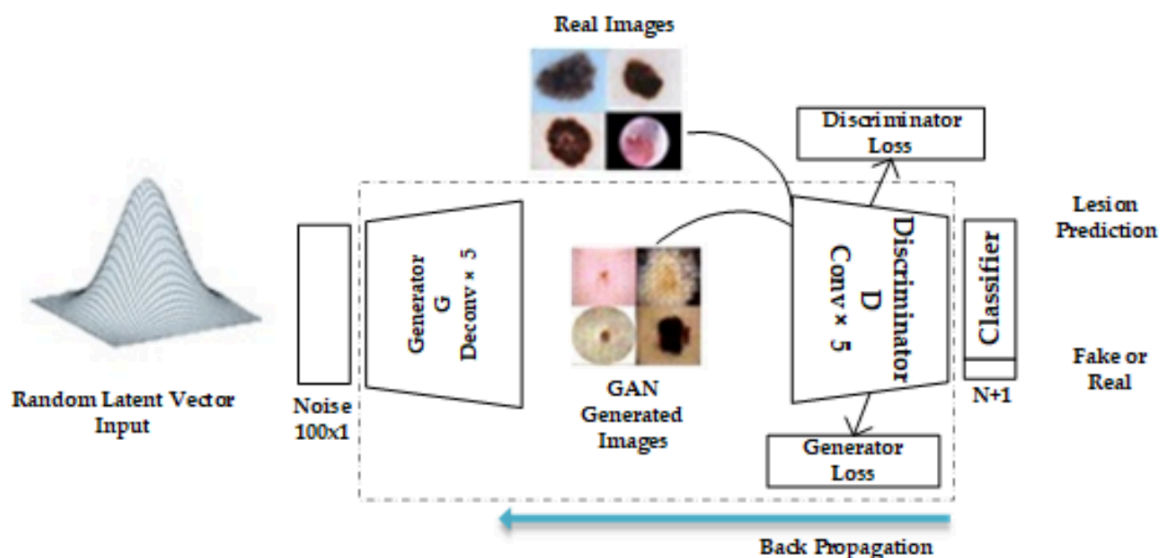 Real Images
Discriminator
Loss
Lesion
Prediction
Generator
G
Deconv × 5
Discriminator
D
Conv × 5
Classifier
Fake or
Real
N+1
Random Latent Vector
Input
Noise
100x1
GAN
Generated
Images
Generator
Loss
Back Propagation